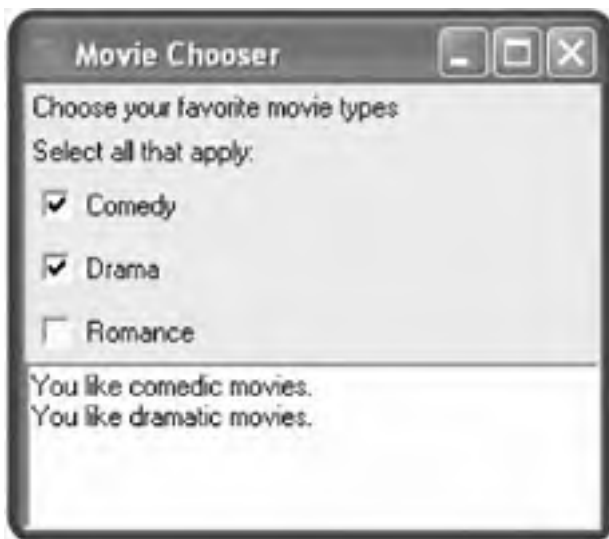 Movie Chooser
Choose your favorite movie types
Select all that apply:
Comedy
Drama
Romance
You like comedic movies.
You like dramatic movies.